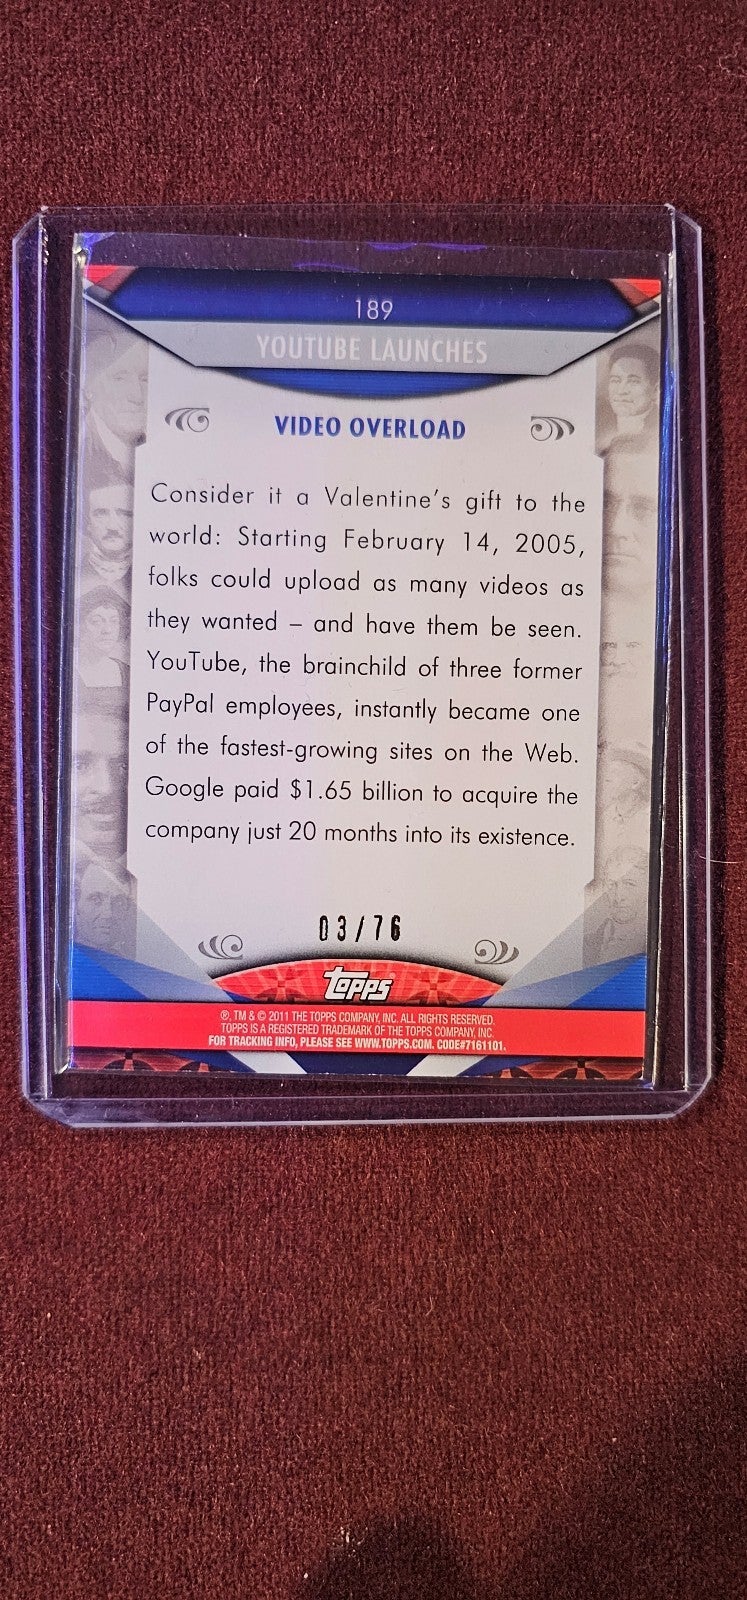 189
YOUTUBE LAUNCHES
VIDEO OVERLOAD
Consider it a Valentine's gift to the
world: Starting February 14, 2005,
folks could upload as many videos as
they wanted – and have them be seen.
YouTube, the brainchild of three former
PayPal employees, instantly became one
of the fastest-growing sites on the Web.
Google paid $1.65 billion to acquire the
company just 20 months into its existence.
03/76
topps
®, TM & © 2011 THE TOPPS COMPANY, INC. ALL RIGHTS RESERVED.
TOPPS IS A REGISTERED TRADEMARK OF THE TOPPS COMPANY, INC.
FOR TRACKING INFO, PLEASE SEE WWW.TOPPS.COM. CODE#7161101.